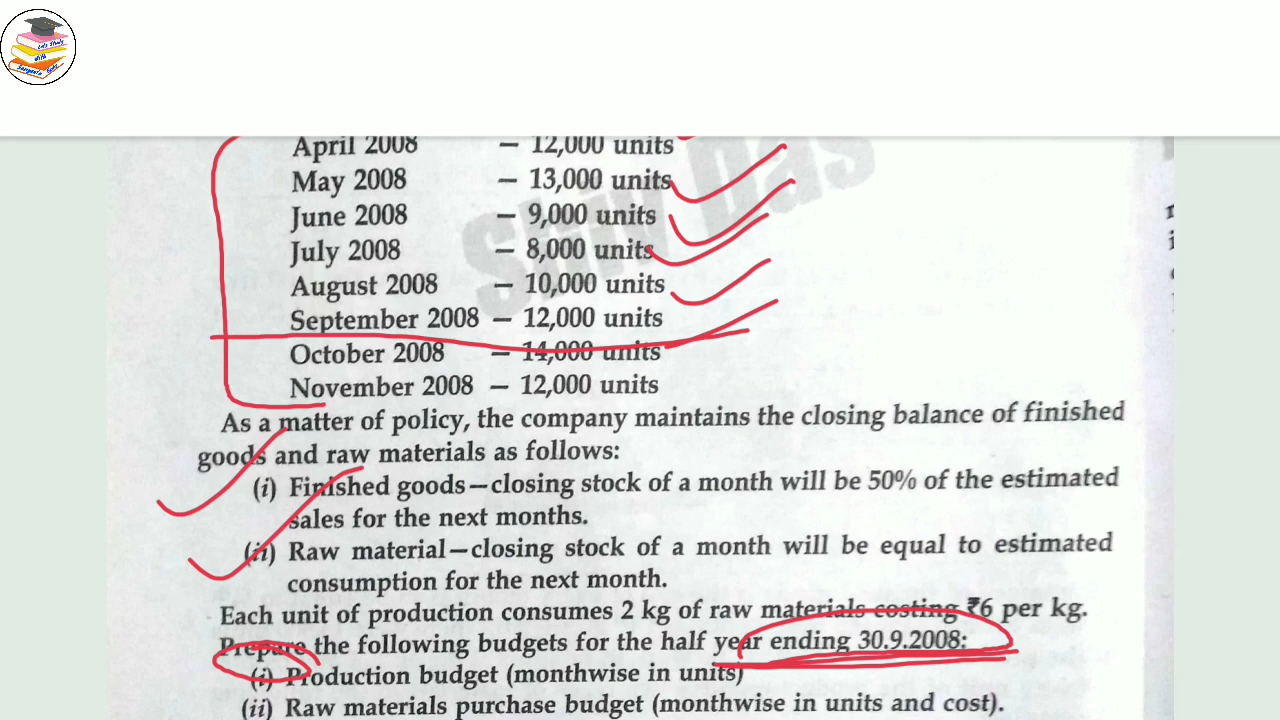 Let's Study
With
April 2008 – 12,000 units
May 2008 – 13,000 units
June 2008 – 9,000 units
July 2008 – 8,000 units
August 2008 – 10,000 units
September 2008 – 12,000 units
October 2008 – 14,000 units
November 2008 – 12,000 units
As a matter of policy, the company maintains the closing balance of finished
goods and raw materials as follows:
(i) Finished goods—closing stock of a month will be 50% of the estimated
sales for the next months.
(ii) Raw material—closing stock of a month will be equal to estimated
consumption for the next month.
Each unit of production consumes 2 kg of raw materials costing ₹6 per kg.
Prepare the following budgets for the half year ending 30.9.2008:
(i) Production budget (monthwise in units)
(ii) Raw materials purchase budget (monthwise in units and cost).
Shiv Das